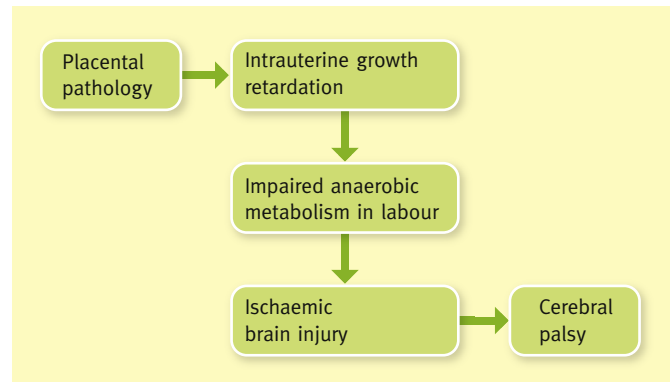 Placental
pathology
Intrauterine growth
retardation
Impaired anaerobic
metabolism in labour
Ischaemic
brain injury
Cerebral
palsy